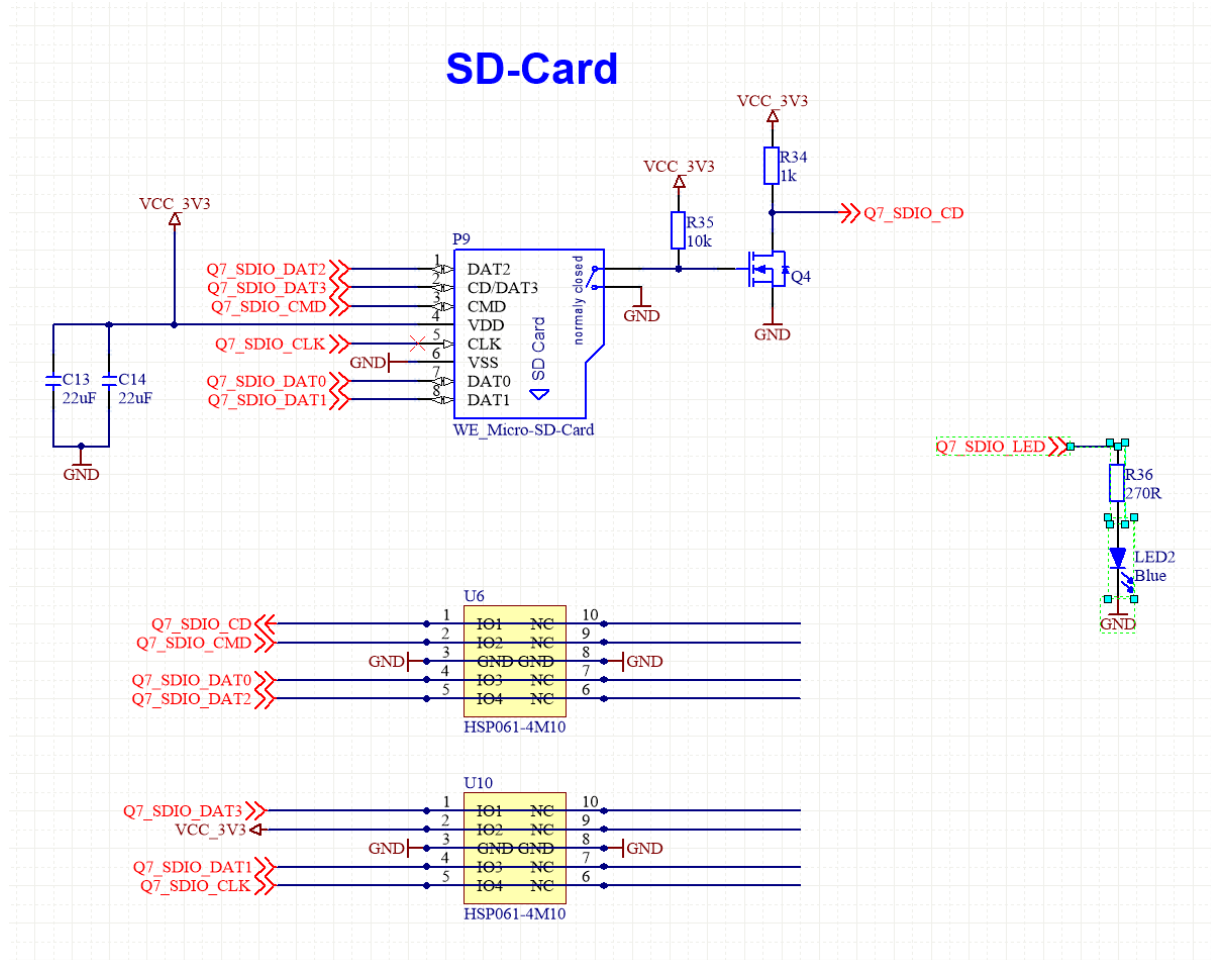 SD-Card
VCC_3V3
R34
1k
VCC_3V3
Q7_SDIO_CD
R35
10k
VCC_3V3
P9
Q7_SDIO_DAT2 1 DAT2
Q7_SDIO_DAT3 2 CD/DAT3
Q7_SDIO_CMD 3 CMD
4 VDD
Q7_SDIO_CLK 5 CLK
GND 6 VSS
Q7_SDIO_DAT0 7 DAT0
Q7_SDIO_DAT1 8 DAT1
normaly closed
SD Card
WE_Micro-SD-Card
GND
Q4
GND
C13
22uF
C14
22uF
GND
Q7_SDIO_LED
R36
270R
LED2
Blue
GND
U6
Q7_SDIO_CD 1 IO1 NC 10
Q7_SDIO_CMD 2 IO2 NC 9
GND 3 GND GND 8 GND
Q7_SDIO_DAT0 4 IO3 NC 7
Q7_SDIO_DAT2 5 IO4 NC 6
HSP061-4M10
U10
Q7_SDIO_DAT3 1 IO1 NC 10
VCC_3V3 2 IO2 NC 9
GND 3 GND GND 8 GND
Q7_SDIO_DAT1 4 IO3 NC 7
Q7_SDIO_CLK 5 IO4 NC 6
HSP061-4M10